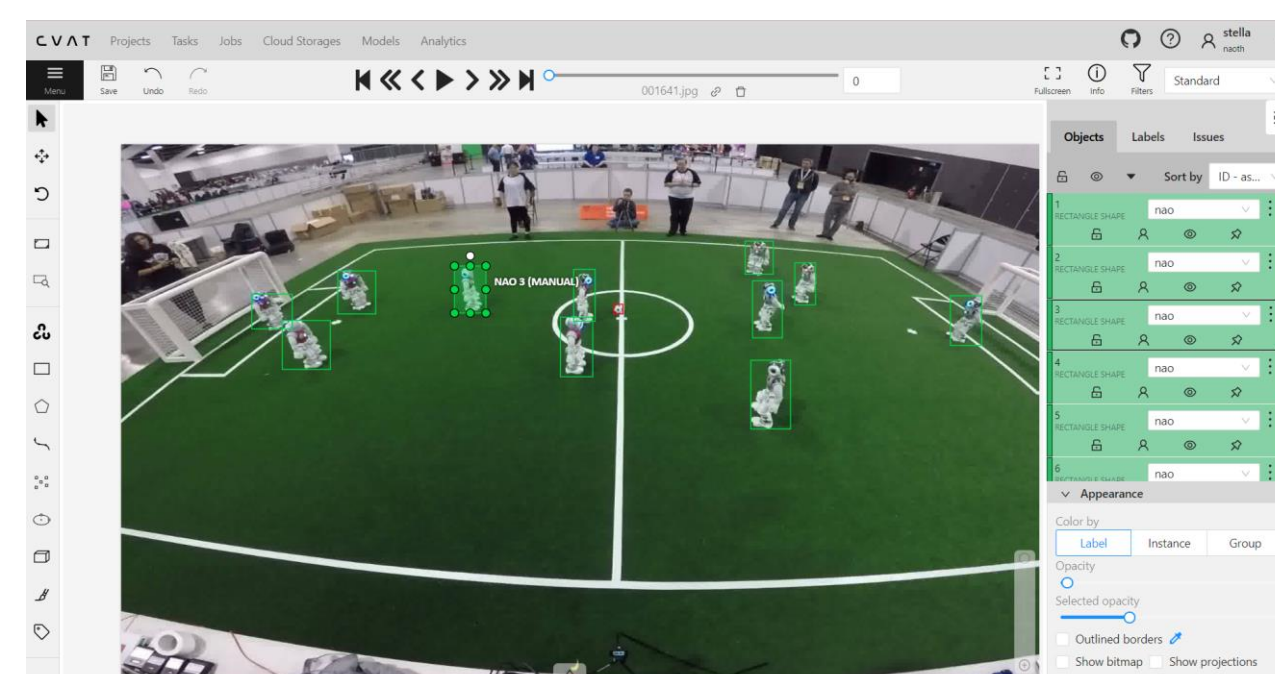 CVAT Projects Tasks Jobs Cloud Storages Models Analytics stella
naoth
Menu Save Undo Redo 001641.jpg 0 Fullscreen Info Filters Standard
Objects Labels Issues
Sort by ID - as...
1
RECTANGLE SHAPE nao
2
RECTANGLE SHAPE nao
3
RECTANGLE SHAPE nao
4
RECTANGLE SHAPE nao
5
RECTANGLE SHAPE nao
6
RECTANGLE SHAPE nao
NAO 3 (MANUAL)
Appearance
Color by
Label Instance Group
Opacity
Selected opacity
Outlined borders
Show bitmap Show projections